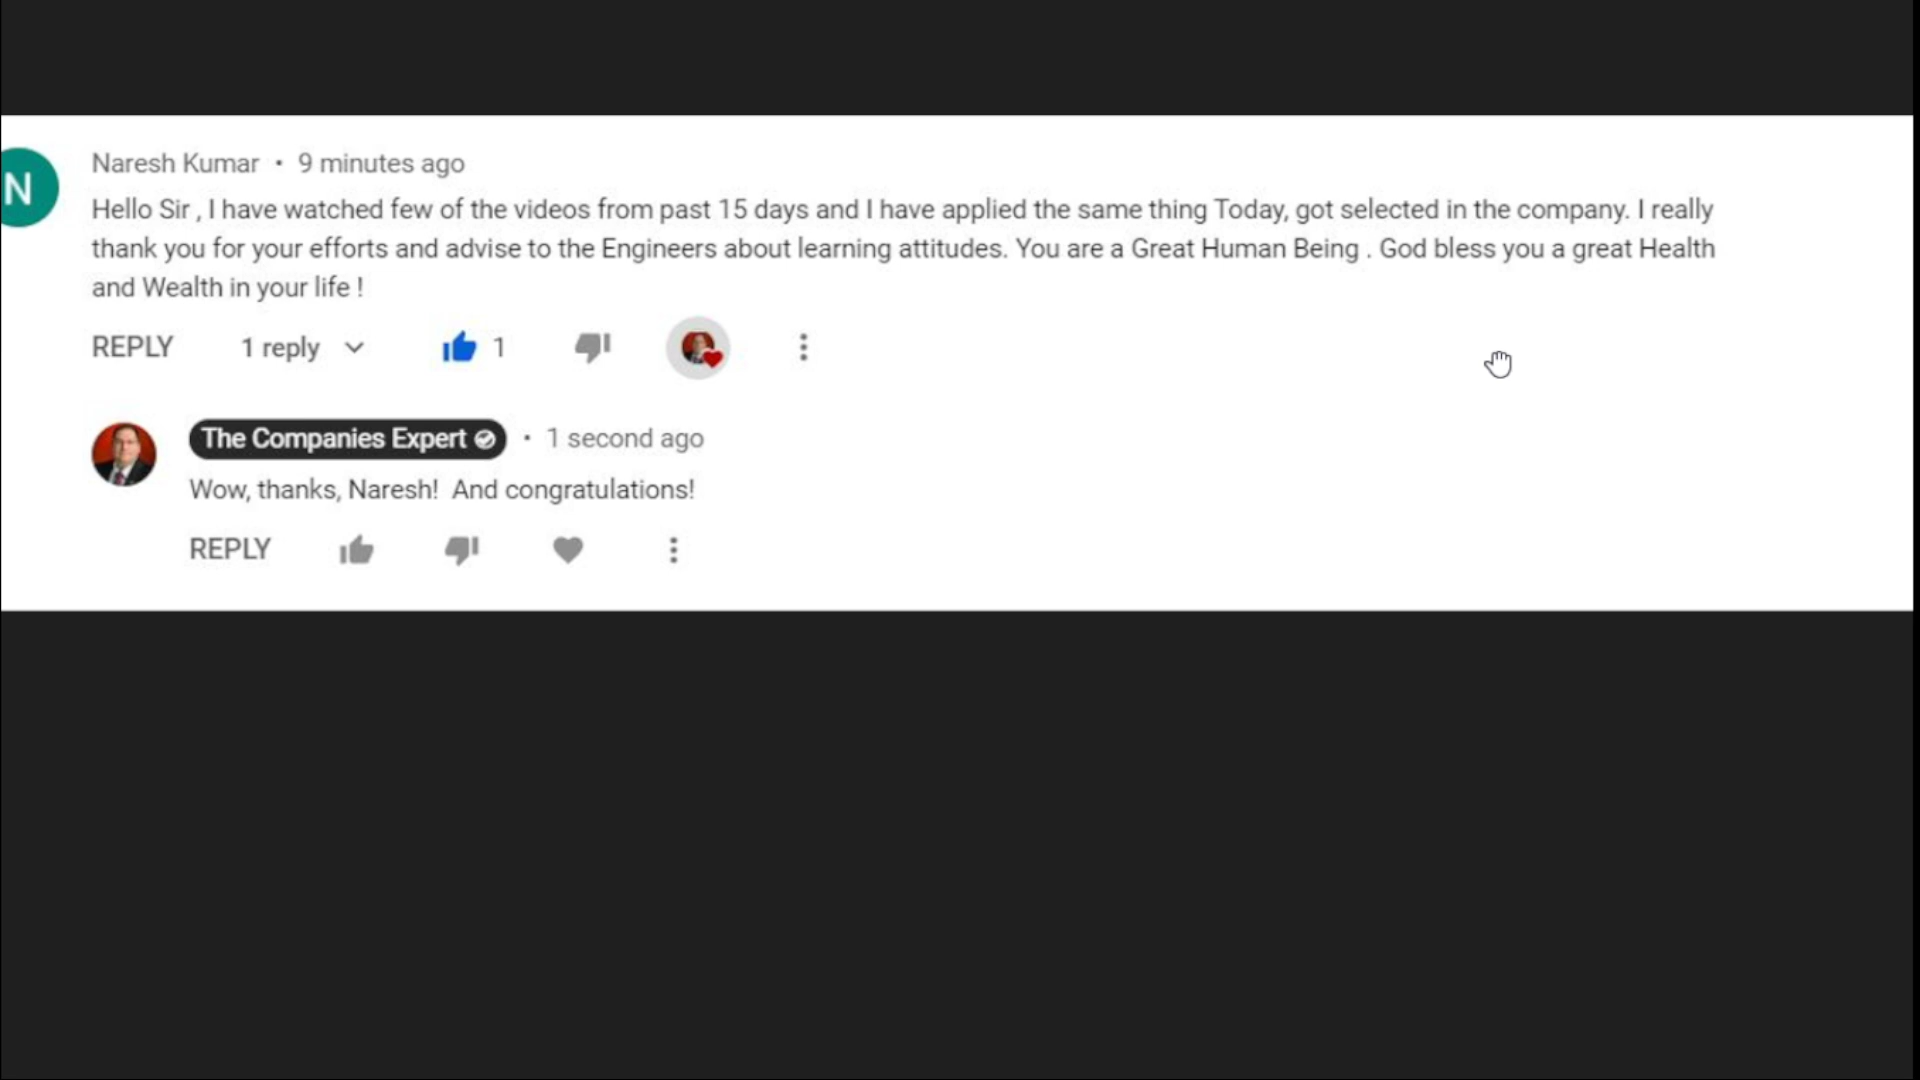 N
Naresh Kumar • 9 minutes ago
Hello Sir , I have watched few of the videos from past 15 days and I have applied the same thing Today, got selected in the company. I really
thank you for your efforts and advise to the Engineers about learning attitudes. You are a Great Human Being . God bless you a great Health
and Wealth in your life !
REPLY 1 reply 1
The Companies Expert • 1 second ago
Wow, thanks, Naresh!  And congratulations!
REPLY